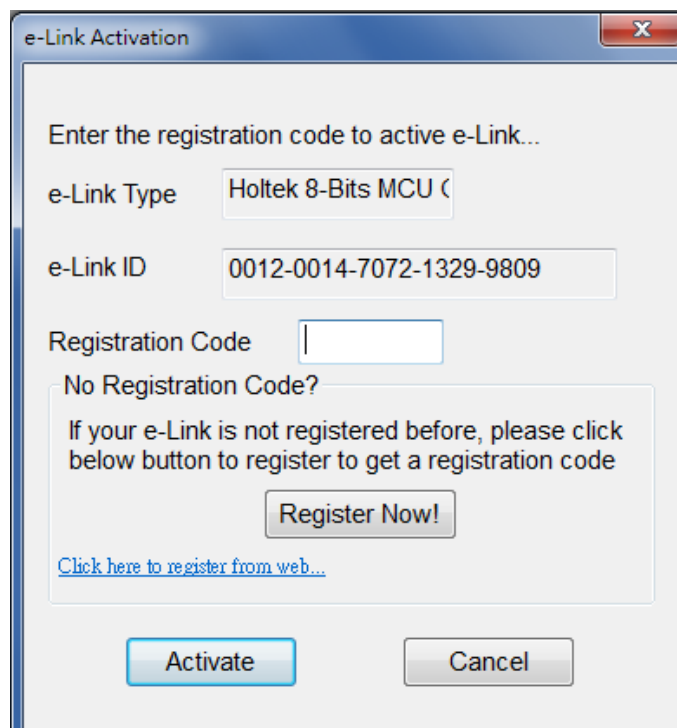 e-Link Activation
Enter the registration code to active e-Link...
e-Link Type
Holtek 8-Bits MCU
e-Link ID
0012-0014-7072-1329-9809
Registration Code
No Registration Code?
If your e-Link is not registered before, please click
below button to register to get a registration code
Register Now!
Click here to register from web...
Activate
Cancel